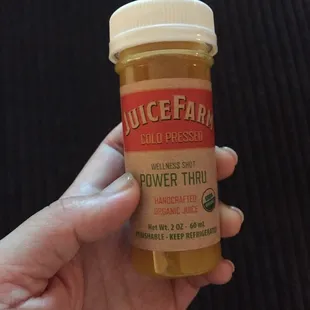 JUICEFARM
COLD PRESSED
WELLNESS SHOT
POWER THRU
HANDCRAFTED
ORGANIC JUICE
Net Wt. 2 OZ - 60 mL
PERISHABLE - KEEP REFRIGERATED